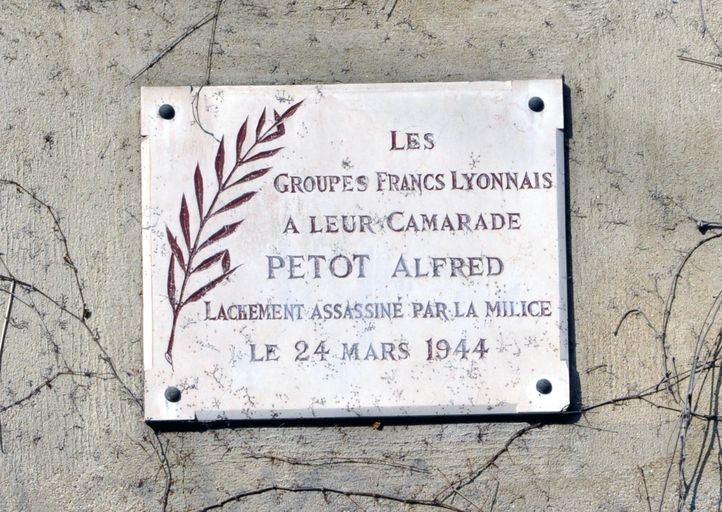 LES
GROUPES FRANCS LYONNAIS
A LEUR CAMARADE
PETOT ALFRED
LACHEMENT ASSASSINÉ PAR LA MILICE
LE 24 MARS 1944